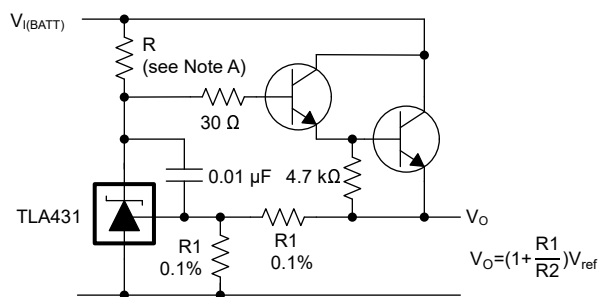 V_I(BATT)
R
(see Note A)
30 Ω
0.01 µF
4.7 kΩ
TLA431
V_O
R1
0.1%
R1
0.1%
V_O=(1+R1/R2)V_ref